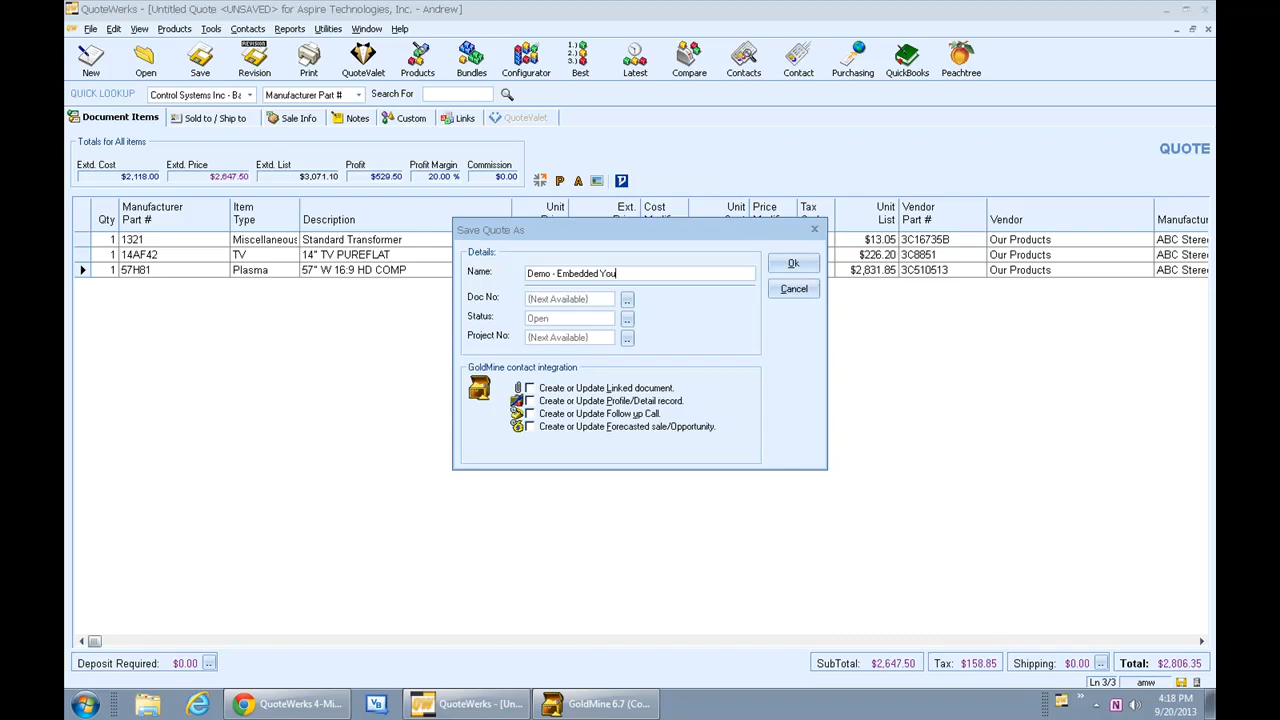 QuoteWerks - [Untitled Quote <UNSAVED> for Aspire Technologies, Inc. - Andrew]
File Edit View Products Tools Contacts Reports Utilities Window Help
REVISION 1.) 2.) 3.)
New Open Save Revision Print QuoteValet Products Bundles Configurator Best Latest Compare Contacts Contact Purchasing QuickBooks Peachtree
QUICK LOOKUP Control Systems Inc - Ba Manufacturer Part # Search For
Document Items Sold to / Ship to Sale Info Notes Custom Links QuoteValet
Totals for All items
QUOTE
Extd. Cost Extd. Price Extd. List Profit Profit Margin Commission
$2,118.00 $2,647.50 $3,071.10 $529.50 20.00 % $0.00 P A
Manufacturer Item Unit Ext. Cost Unit Price Tax Unit Vendor
Qty Part # Type Description List Part # Vendor Manufactur
1 1321 Miscellaneous Standard Transformer $13.05 3C16735B Our Products ABC Stere
1 14AF42 TV 14" TV PUREFLAT $226.20 3C8851 Our Products ABC Stere
1 57H81 Plasma 57" W 16:9 HD COMP $2,831.85 3C510513 Our Products ABC Stere
Save Quote As
Details:
Name: Demo - Embedded You
Ok
Doc No: (Next Available) ..
Cancel
Status: Open ..
Project No: (Next Available) ..
GoldMine contact integration
Create or Update Linked document.
Create or Update Profile/Detail record.
Create or Update Follow up Call.
Create or Update Forecasted sale/Opportunity.
Deposit Required: $0.00 .. SubTotal: $2,647.50 Tax: $158.85 Shipping: $0.00 .. Total: $2,806.35
Ln 3/3 amw
QuoteWerks 4-Mi... QuoteWerks - [Un... GoldMine 6.7 (Co...
4:18 PM
9/20/2013